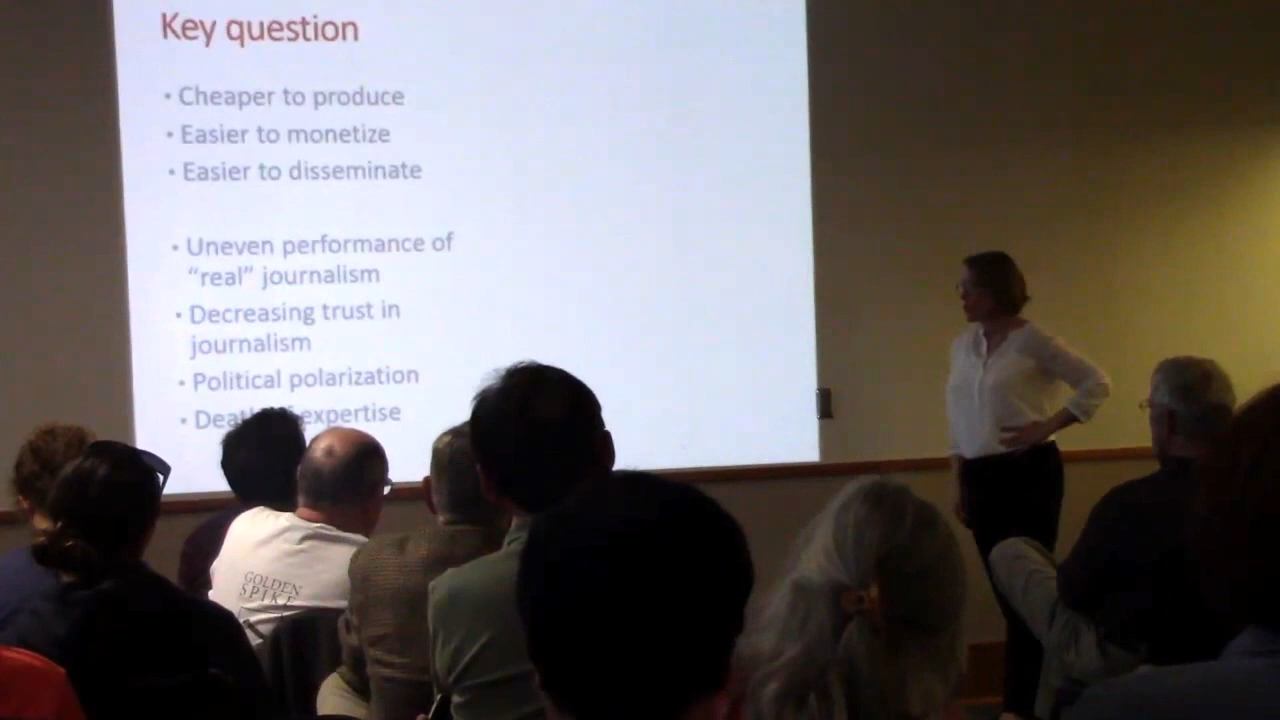 Key question
• Cheaper to produce
• Easier to monetize
• Easier to disseminate
• Uneven performance of
“real” journalism
• Decreasing trust in
journalism
• Political polarization
• expertise
GOLDEN
SPIKE